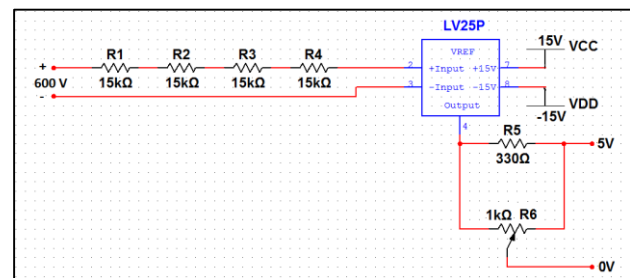 LV25P
R1 R2 R3 R4
VREF
15V VCC
+
600 V
-
15kΩ 15kΩ 15kΩ 15kΩ
2 +Input +15V 7
3 -Input -15V 8
Output
VDD
-15V
4
R5
5V
330Ω
1kΩ R6
0V